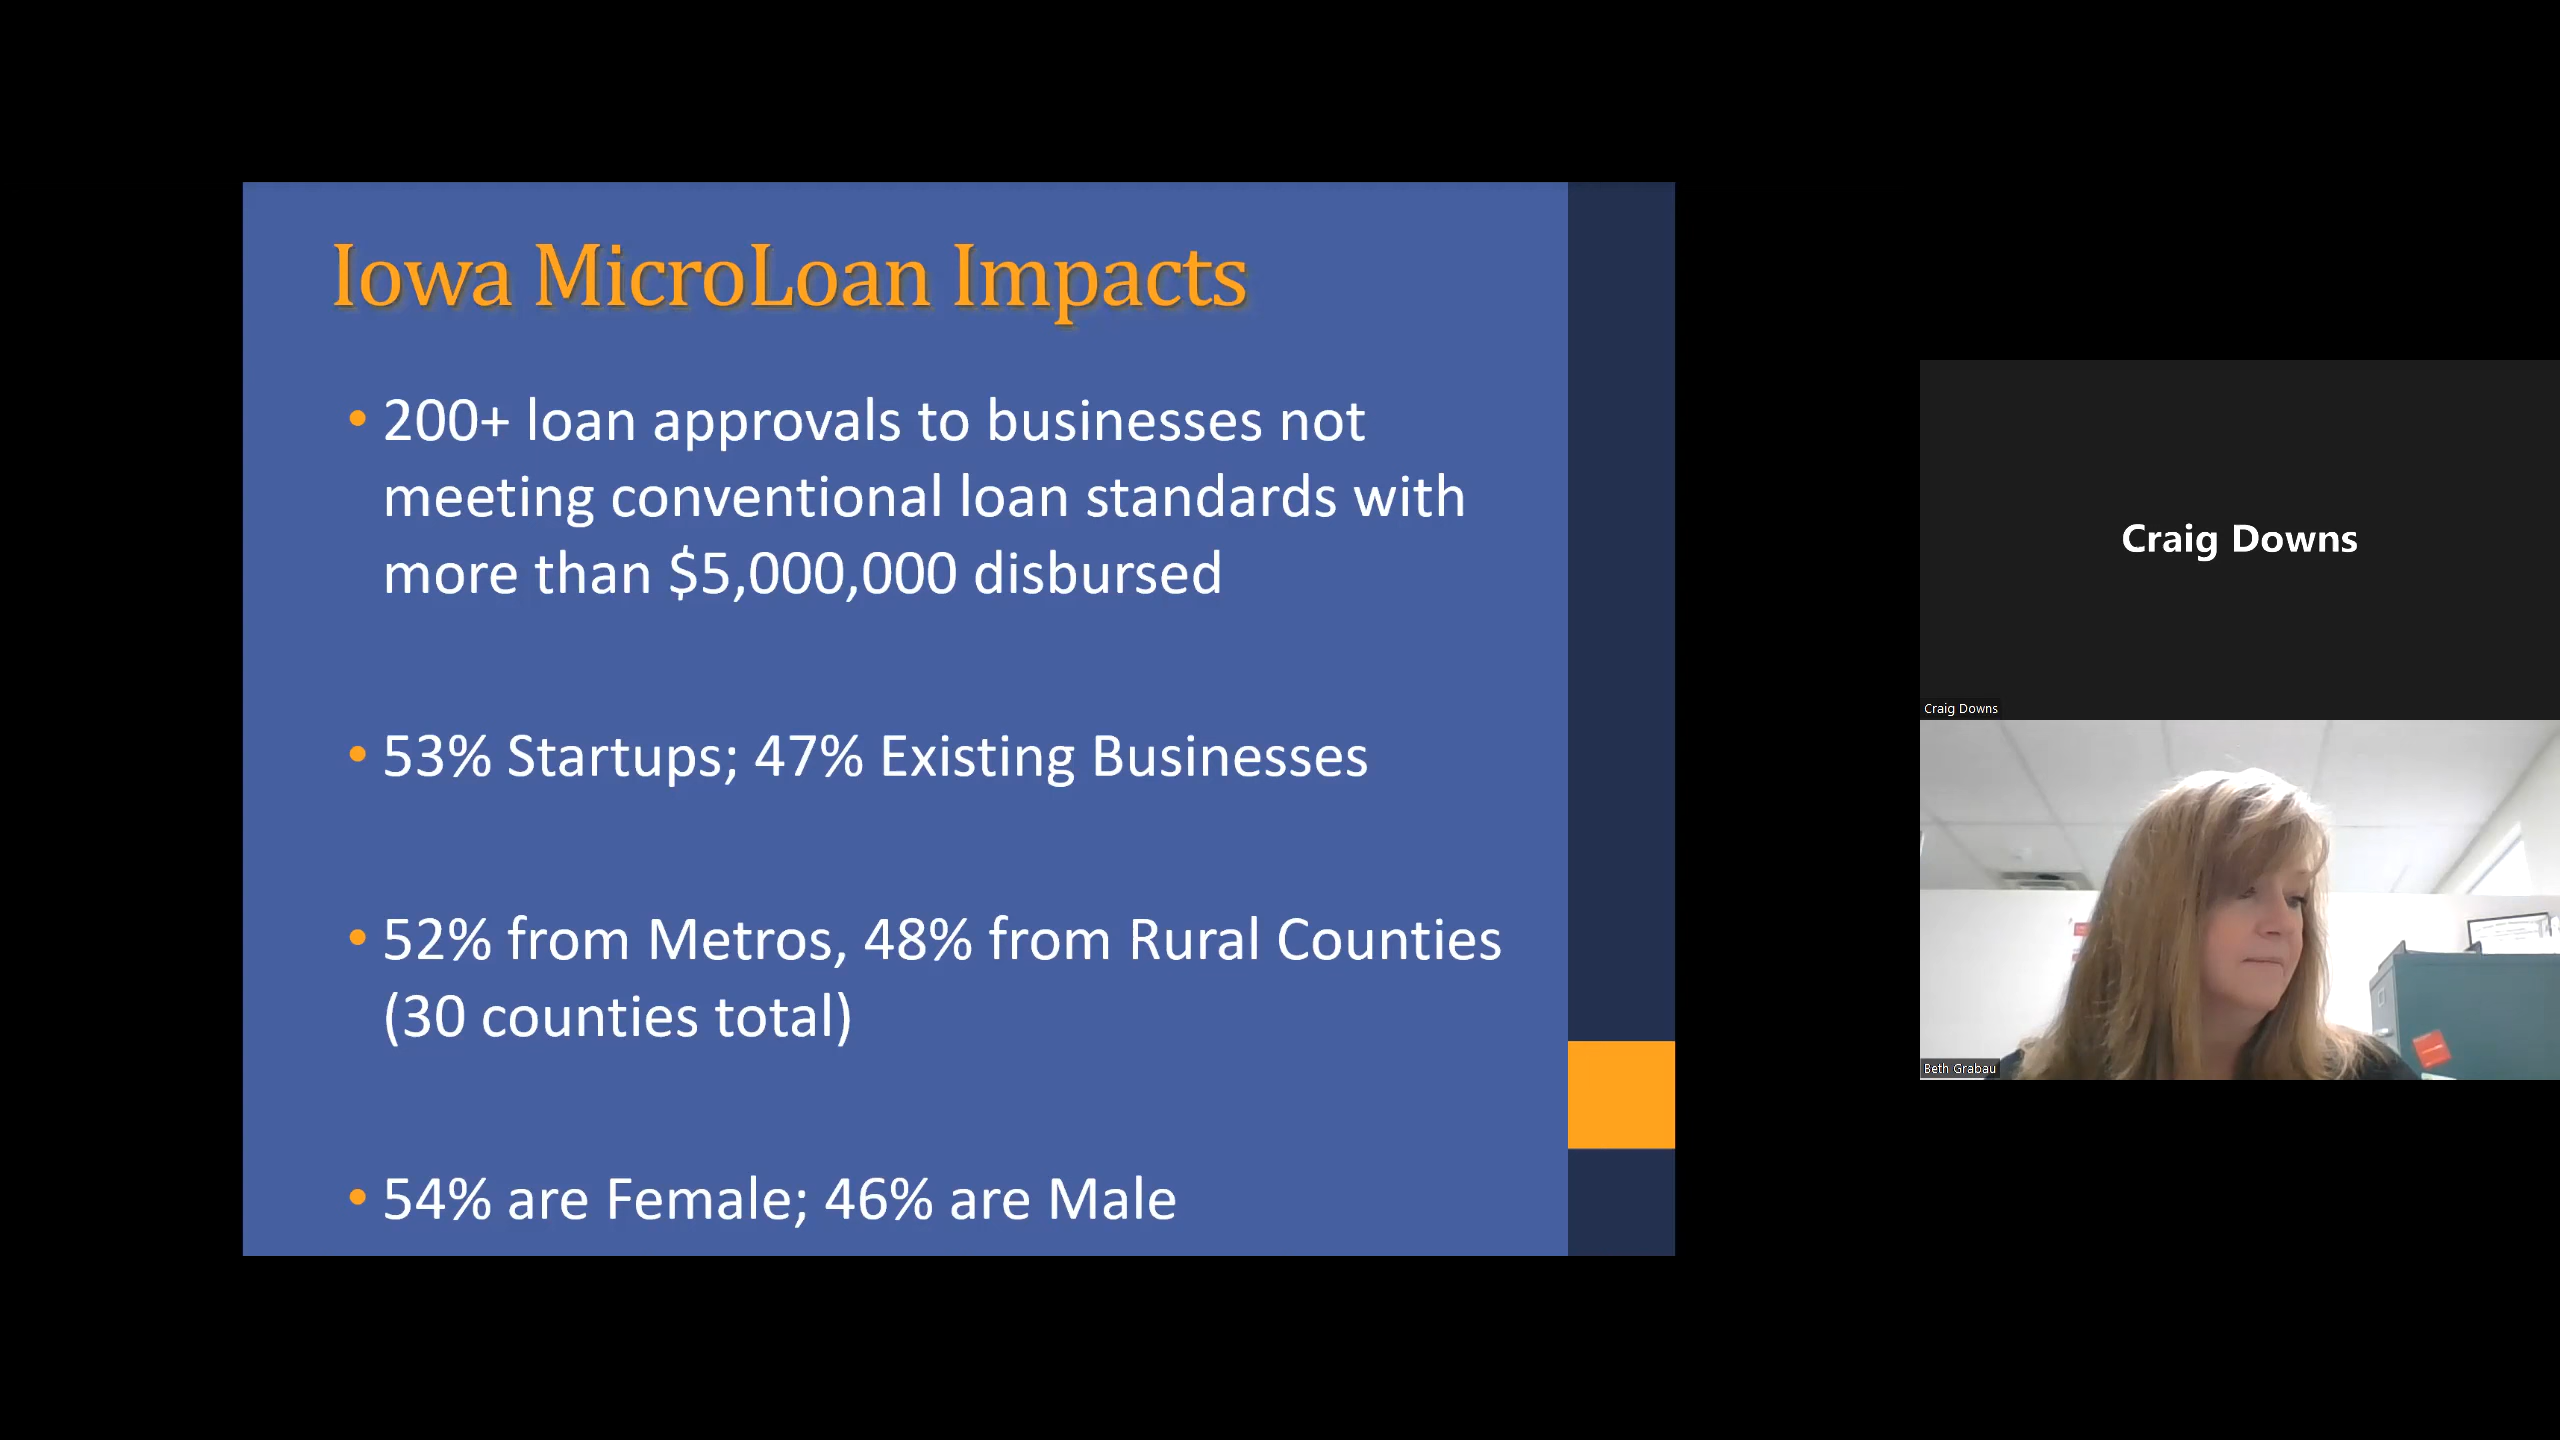 Iowa MicroLoan Impacts
• 200+ loan approvals to businesses not
meeting conventional loan standards with
more than $5,000,000 disbursed
• 53% Startups; 47% Existing Businesses
• 52% from Metros, 48% from Rural Counties
(30 counties total)
• 54% are Female; 46% are Male
Craig Downs
Craig Downs
Beth Grabau